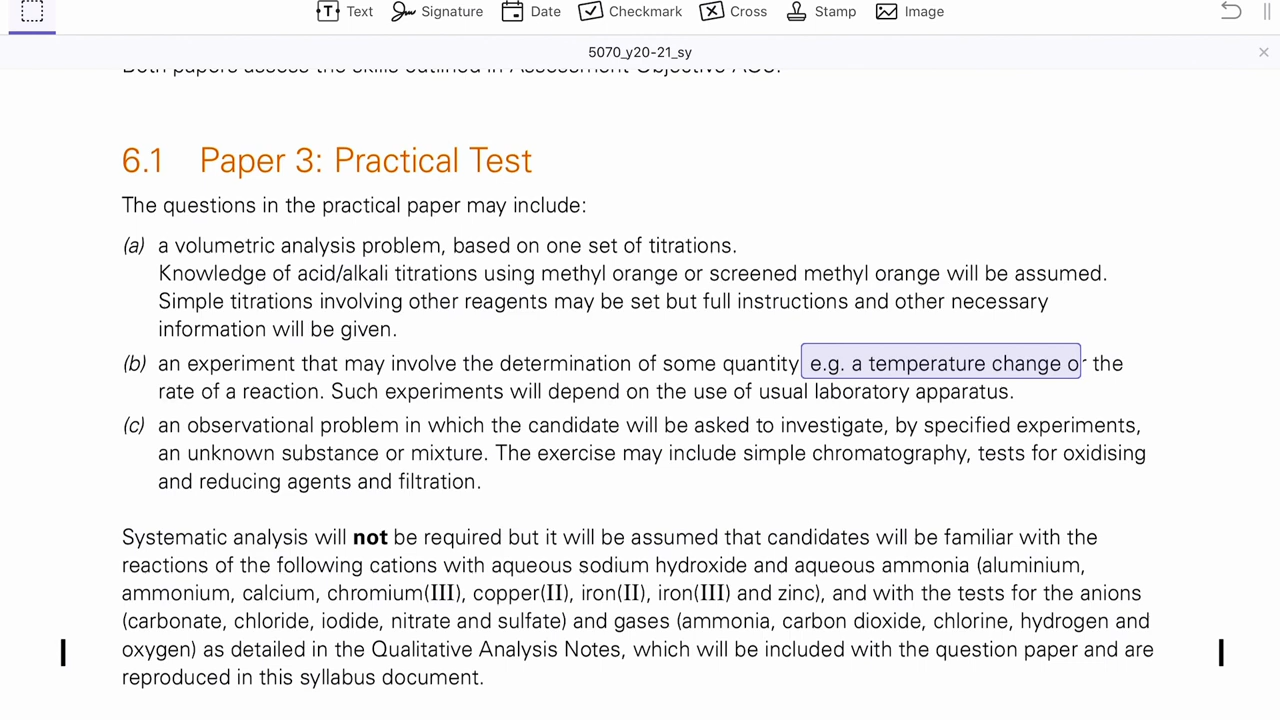 Text Signature Date Checkmark Cross Stamp Image
5070_y20-21_sy
Both papers assess the skills outlined in Assessment Objective AO3.
6.1 Paper 3: Practical Test
The questions in the practical paper may include:
(a) a volumetric analysis problem, based on one set of titrations.
Knowledge of acid/alkali titrations using methyl orange or screened methyl orange will be assumed.
Simple titrations involving other reagents may be set but full instructions and other necessary
information will be given.
(b) an experiment that may involve the determination of some quantity e.g. a temperature change or the
rate of a reaction. Such experiments will depend on the use of usual laboratory apparatus.
(c) an observational problem in which the candidate will be asked to investigate, by specified experiments,
an unknown substance or mixture. The exercise may include simple chromatography, tests for oxidising
and reducing agents and filtration.
Systematic analysis will not be required but it will be assumed that candidates will be familiar with the
reactions of the following cations with aqueous sodium hydroxide and aqueous ammonia (aluminium,
ammonium, calcium, chromium(III), copper(II), iron(II), iron(III) and zinc), and with the tests for the anions
(carbonate, chloride, iodide, nitrate and sulfate) and gases (ammonia, carbon dioxide, chlorine, hydrogen and
oxygen) as detailed in the Qualitative Analysis Notes, which will be included with the question paper and are
reproduced in this syllabus document.